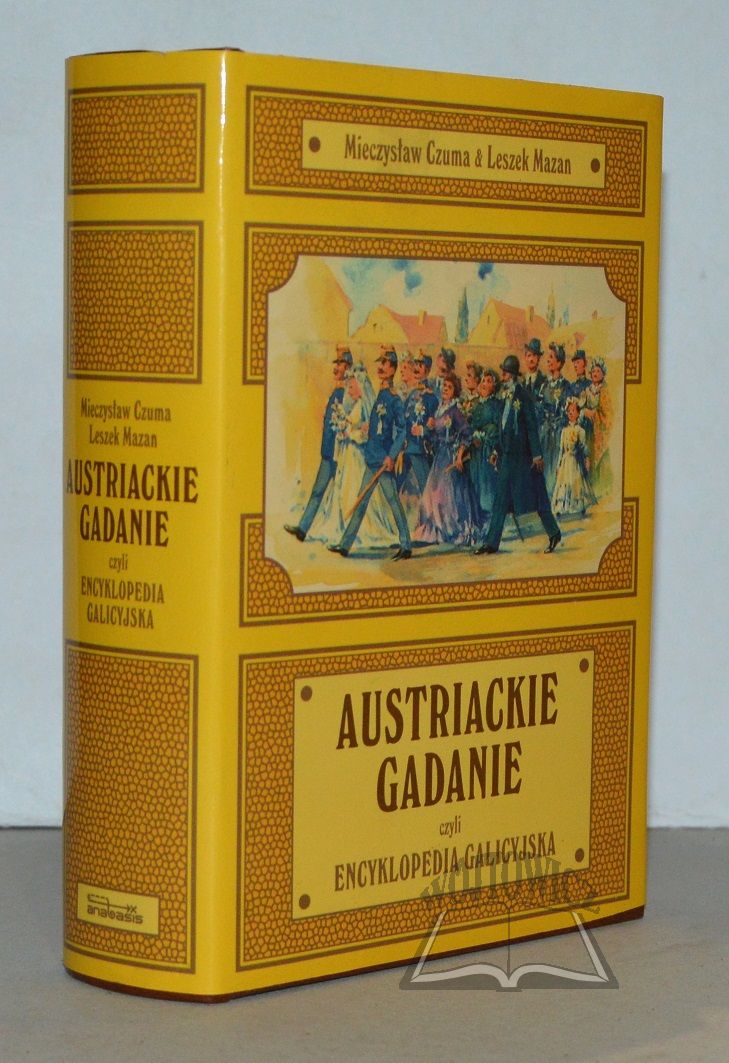 Mieczysław Czuma
Leszek Mazan
AUSTRIACKIE
GADANIE
czyli
ENCYKLOPEDIA
GALICYJSKA
anabasis
Mieczysław Czuma & Leszek Mazan
AUSTRIACKIE
GADANIE
czyli
ENCYKLOPEDIA GALICYJSKA
WÓJTOWICZ